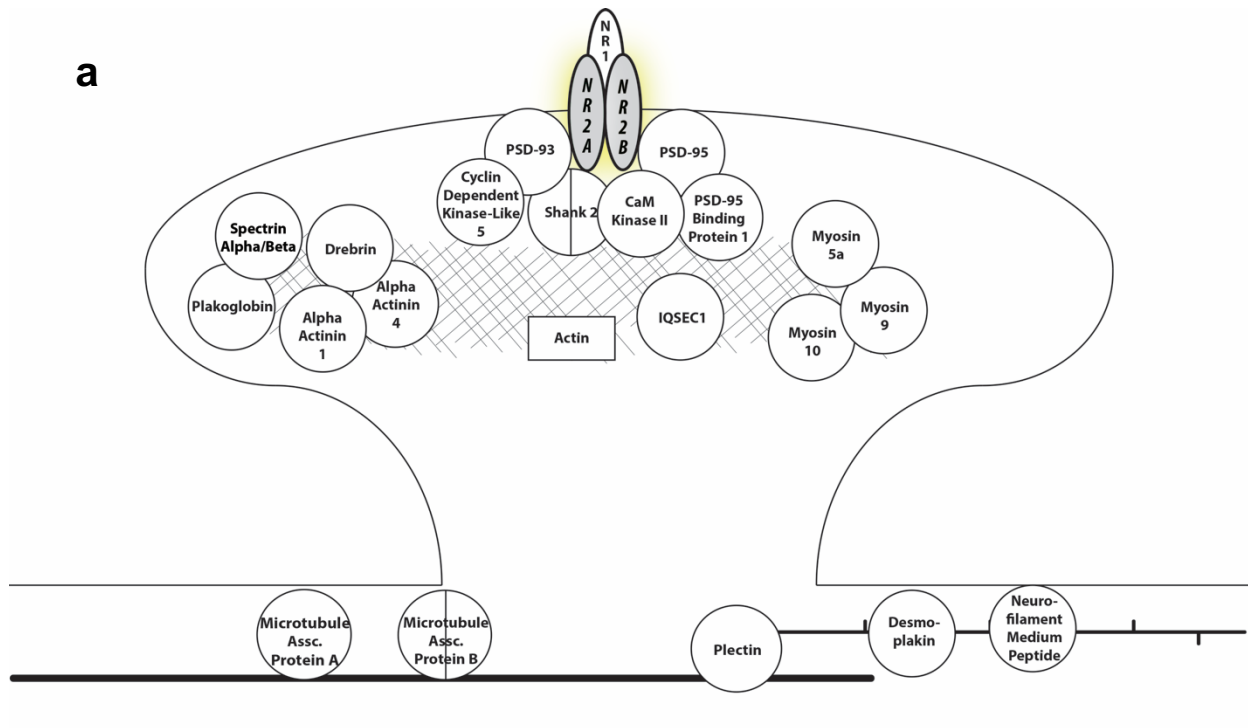 a
N
R
1
N
R
2
A
N
R
2
B
PSD-93
PSD-95
Cyclin
Dependent
Kinase-Like
5
Shank 2
CaM
Kinase II
PSD-95
Binding
Protein 1
Spectrin
Alpha/Beta
Drebrin
Myosin
5a
Plakoglobin
Alpha
Actinin
4
Alpha
Actinin
1
Actin
IQSEC1
Myosin
9
Myosin
10
Microtubule
Assc.
Protein A
Microtubule
Assc.
Protein B
Plectin
Desmo-
plakin
Neuro-
filament
Medium
Peptide